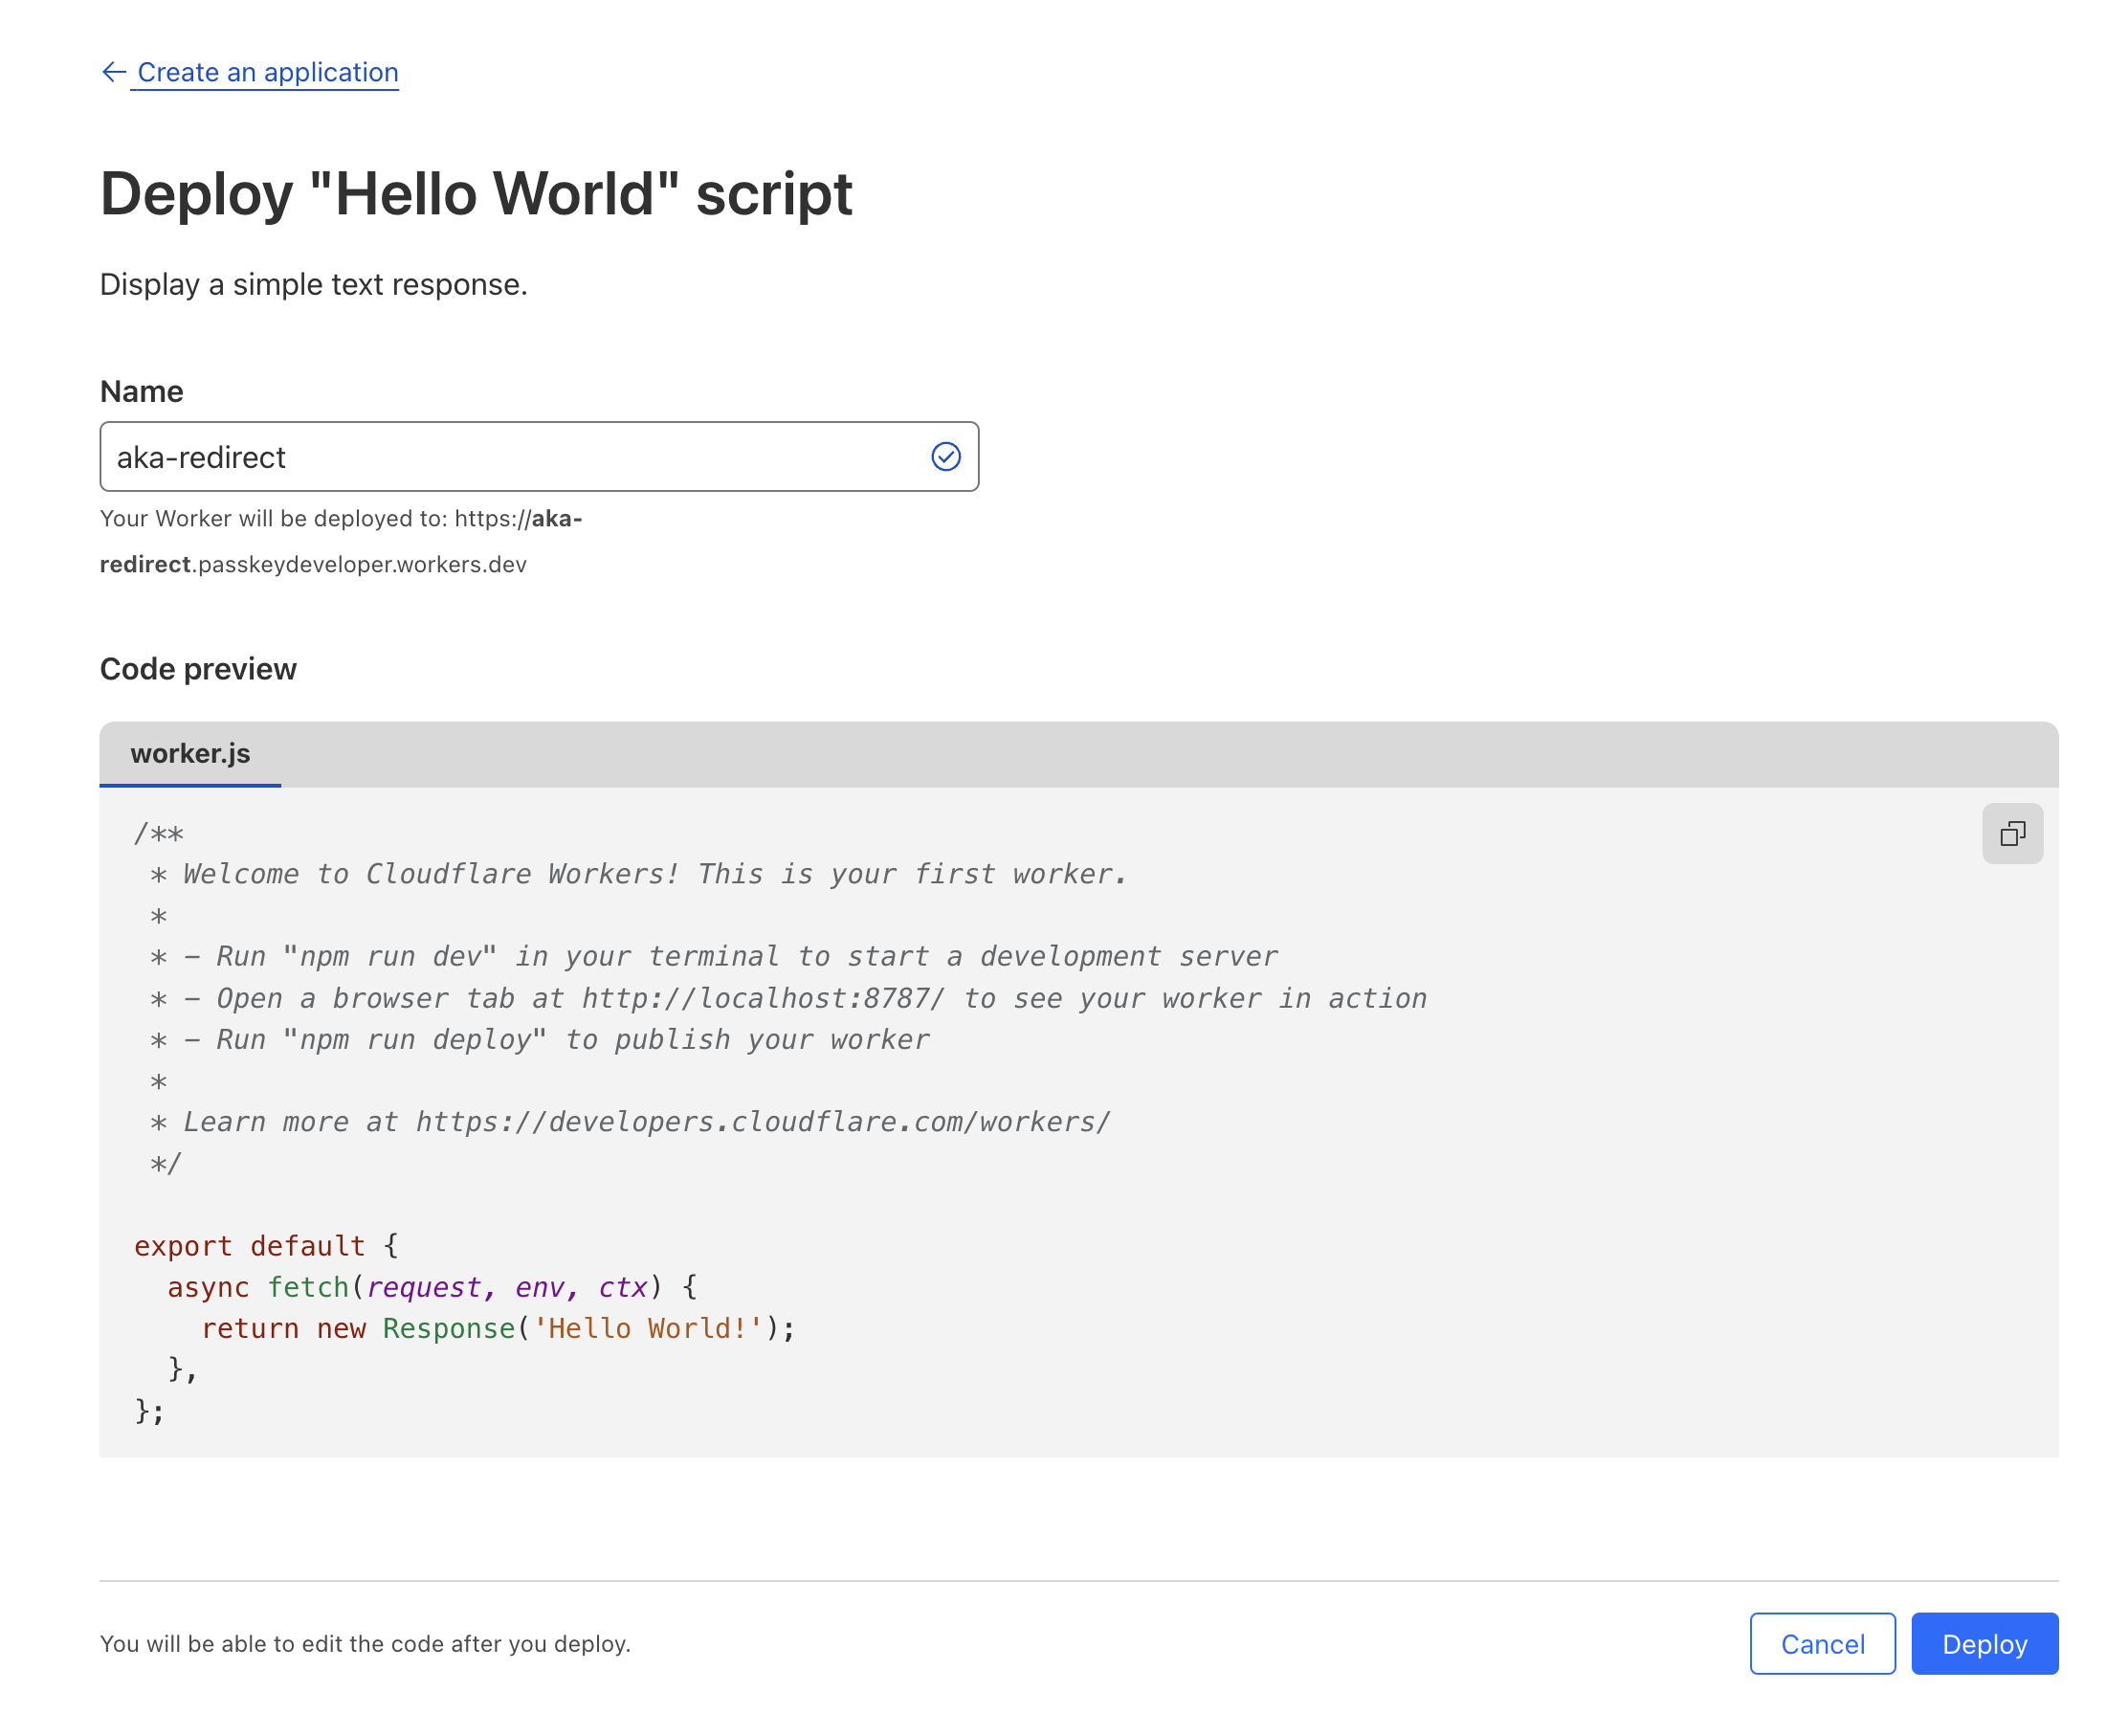 ← Create an application
Deploy "Hello World" script
Display a simple text response.
Name
aka-redirect
Your Worker will be deployed to: https://aka-
redirect.passkeydeveloper.workers.dev
Code preview
worker.js
/**
 * Welcome to Cloudflare Workers! This is your first worker.
 *
 * - Run "npm run dev" in your terminal to start a development server
 * - Open a browser tab at http://localhost:8787/ to see your worker in action
 * - Run "npm run deploy" to publish your worker
 *
 * Learn more at https://developers.cloudflare.com/workers/
 */
export default {
  async fetch(request, env, ctx) {
    return new Response('Hello World!');
  },
};
You will be able to edit the code after you deploy.
Cancel
Deploy